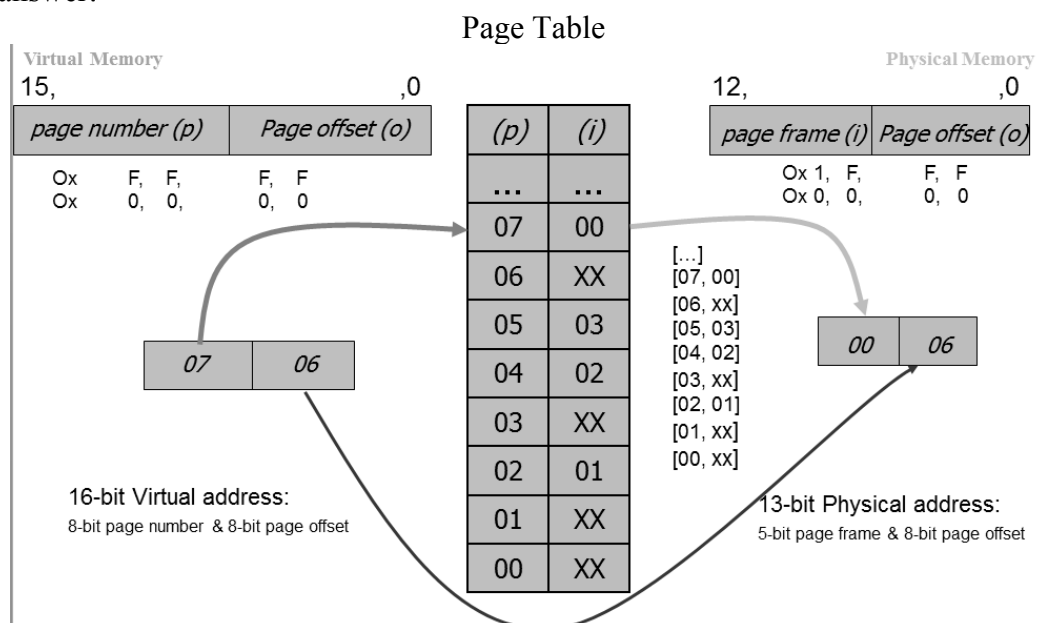 Page Table
Virtual Memory
Physical Memory
15, ,0
12, ,0
page number (p) Page offset (o)
(p) (i)
page frame (i) Page offset (o)
Ox F, F, F, F
Ox 0, 0, 0, 0
Ox 1, F, F, F
Ox 0, 0, 0, 0
... ...
07 00
06 XX
05 03
04 02
03 XX
02 01
01 XX
00 XX
[...]
[07, 00]
[06, xx]
[05, 03]
[04, 02]
[03, xx]
[02, 01]
[01, xx]
[00, xx]
07 06
00 06
16-bit Virtual address:
8-bit page number & 8-bit page offset
13-bit Physical address:
5-bit page frame & 8-bit page offset